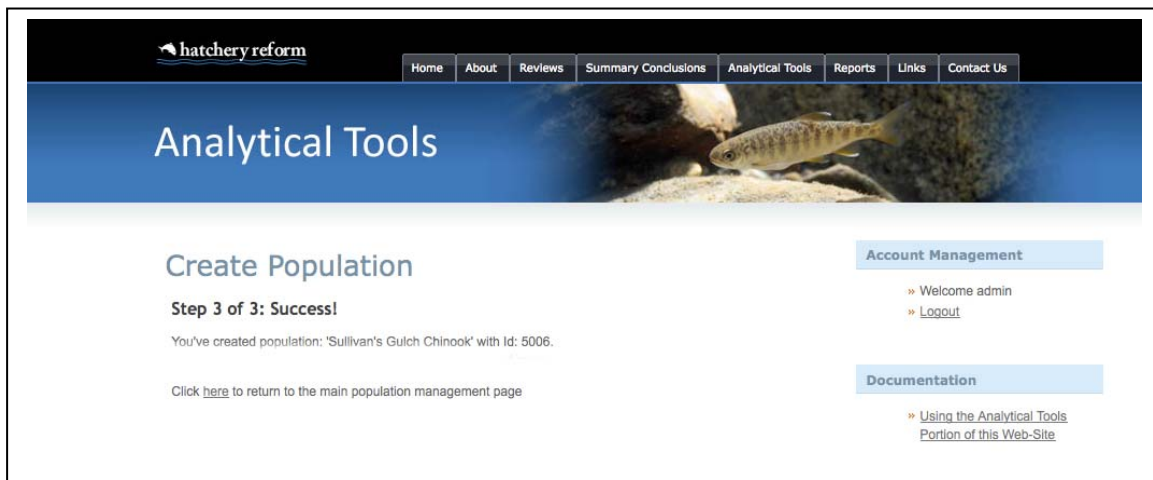 hatchery reform
Home About Reviews Summary Conclusions Analytical Tools Reports Links Contact Us
Analytical Tools
Create Population
Step 3 of 3: Success!
You've created population: 'Sullivan's Gulch Chinook' with Id: 5006.
Click here to return to the main population management page
Account Management
» Welcome admin
» Logout
Documentation
» Using the Analytical Tools
Portion of this Web-Site